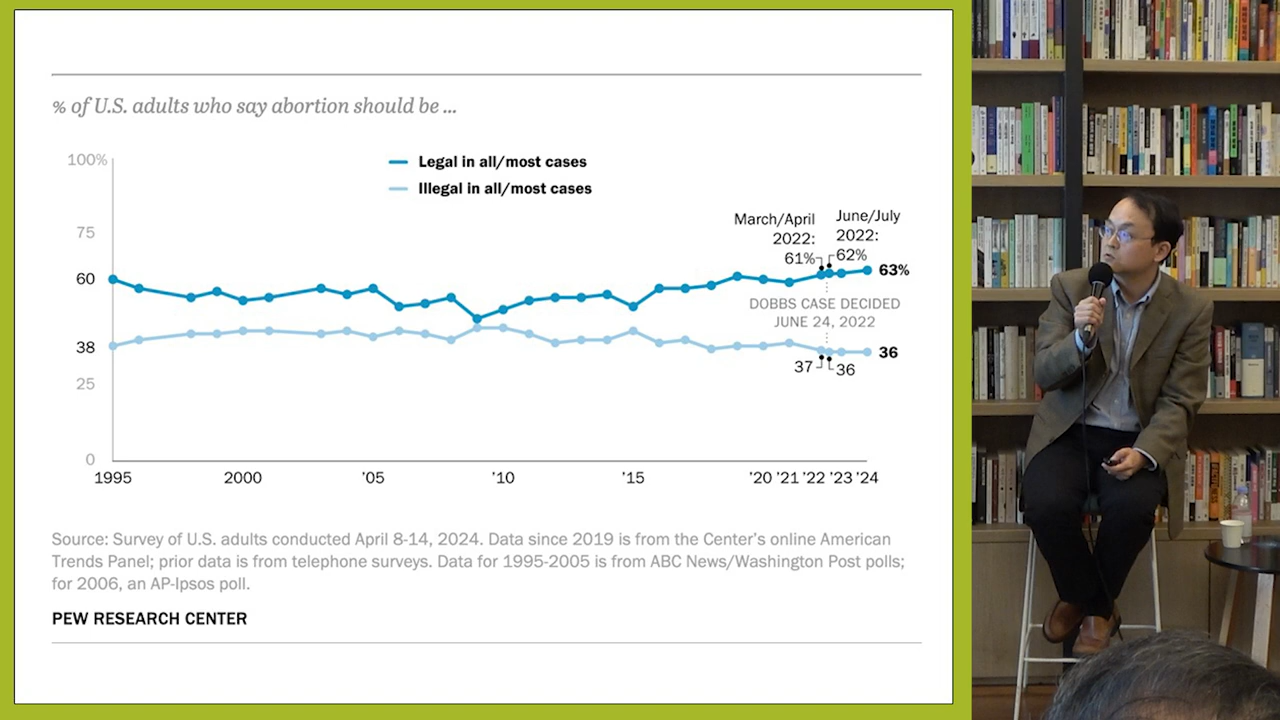 % of U.S. adults who say abortion should be ...
100%
75
60
38
25
0
Legal in all/most cases
Illegal in all/most cases
March/April
2022:
61%
June/July
2022:
62%
63%
DOBBS CASE DECIDED
JUNE 24, 2022
37
36
36
1995
2000
'05
'10
'15
'20 '21 '22 '23 '24
Source: Survey of U.S. adults conducted April 8-14, 2024. Data since 2019 is from the Center's online American
Trends Panel; prior data is from telephone surveys. Data for 1995-2005 is from ABC News/Washington Post polls;
for 2006, an AP-Ipsos poll.
PEW RESEARCH CENTER